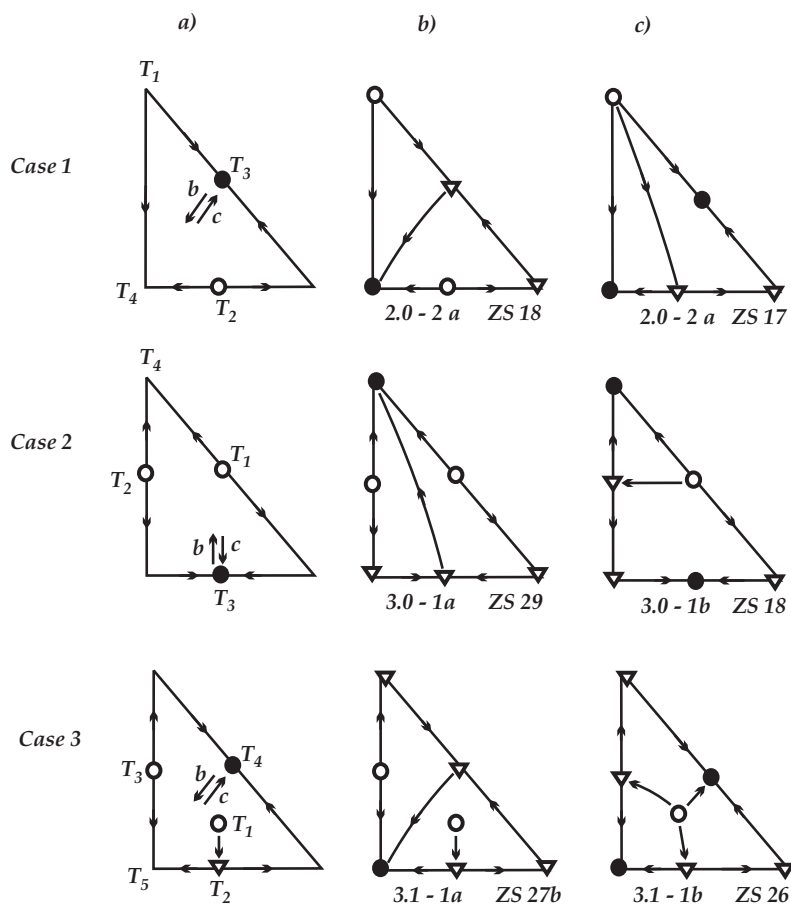 a) b) c)
Case 1
T1
T3
b
c
T4
T2
2.0 - 2 a ZS 18
2.0 - 2 a ZS 17
Case 2
T4
T2
T1
b
c
T3
3.0 - 1a ZS 29
3.0 - 1b ZS 18
Case 3
T3
T4
b
c
T1
T5
T2
3.1 - 1a ZS 27b
3.1 - 1b ZS 26